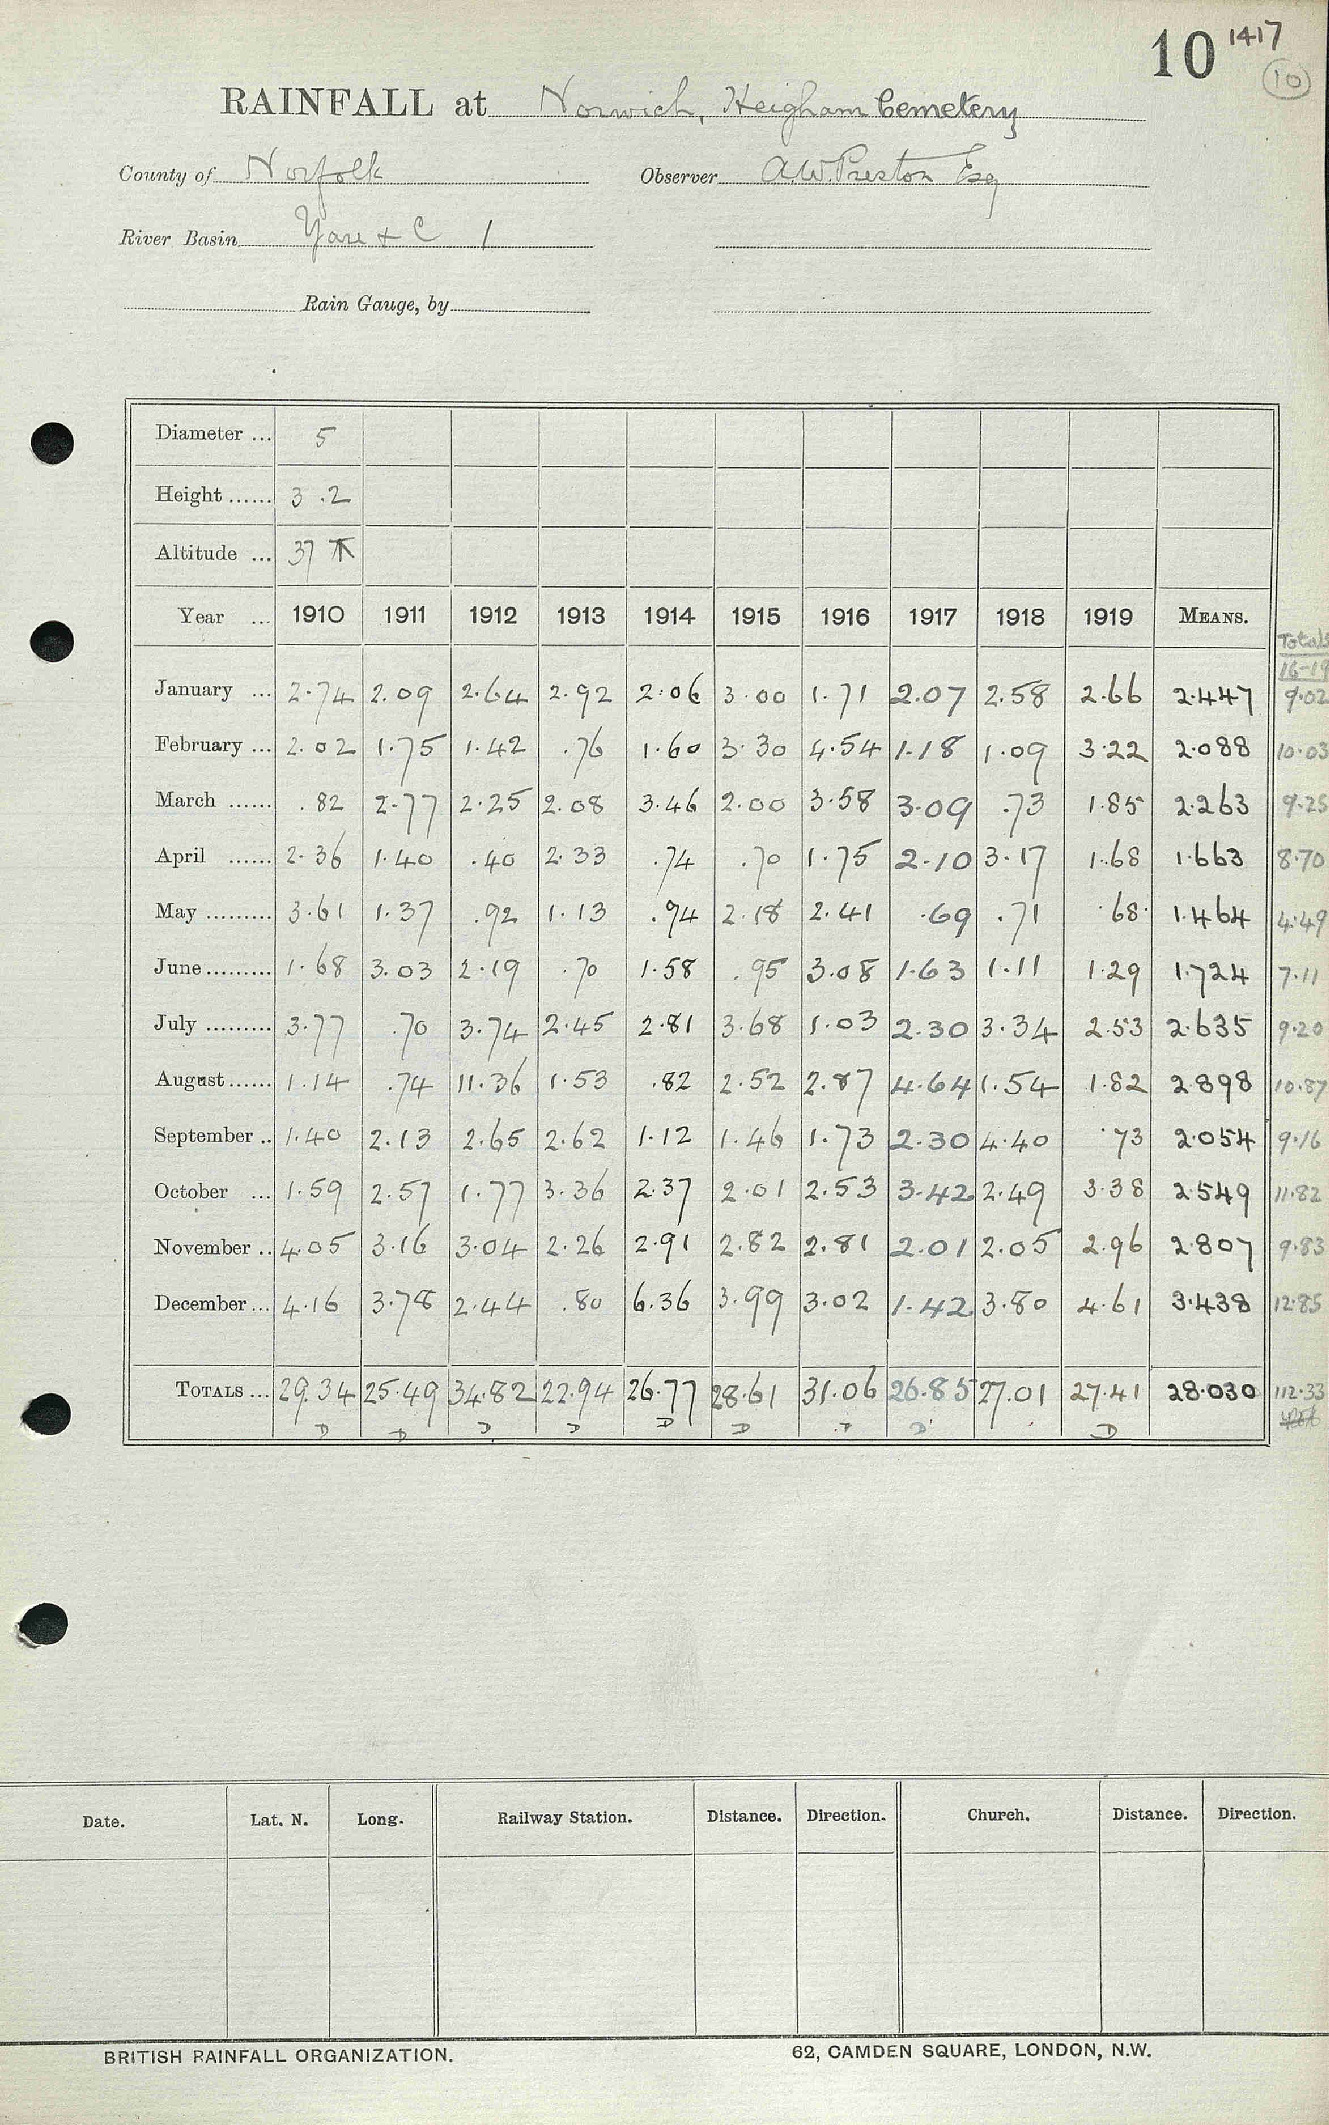 10 1417
(10)
RAINFALL at Norwich, Heigham Cemetery
County of Norfolk Observer A.W. Preston Esq
River Basin Yare + C 1
Rain Gauge, by
Diameter ... 5
Height ...... 3 .2
Altitude ... 37
Year ... 1910 1911 1912 1913 1914 1915 1916 1917 1918 1919 MEANS. Totals
16-19
January ... 2.74 2.09 2.64 2.92 2.06 3.00 1.71 2.07 2.58 2.66 2.447 9.02
February ... 2.02 1.75 1.42 .76 1.60 3.30 4.54 1.18 1.09 3.22 2.088 10.03
March ...... .82 2.77 2.25 2.08 3.46 2.00 3.58 3.09 .73 1.85 2.263 9.25
April ...... 2.36 1.40 .40 2.33 .74 .70 1.75 2.10 3.17 1.68 1.663 8.70
May ......... 3.61 1.37 .92 1.13 .94 2.18 2.41 .69 .71 .68 1.464 4.49
June ......... 1.68 3.03 2.19 .70 1.58 .95 3.08 1.63 1.11 1.29 1.724 7.11
July ......... 3.77 .70 3.74 2.45 2.81 3.68 1.03 2.30 3.34 2.53 2.635 9.20
August ...... 1.14 .74 11.36 1.53 .82 2.52 2.87 4.64 1.54 1.82 2.898 10.87
September .. 1.40 2.13 2.65 2.62 1.12 1.46 1.73 2.30 4.40 .73 2.054 9.16
October ... 1.59 2.57 1.77 3.36 2.37 2.01 2.53 3.42 2.49 3.38 2.549 11.82
November .. 4.05 3.16 3.04 2.26 2.91 2.82 2.81 2.01 2.05 2.96 2.807 9.83
December ... 4.16 3.78 2.44 .80 6.36 3.99 3.02 1.42 3.80 4.61 3.438 12.85
TOTALS ... 29.34 25.49 34.82 22.94 26.77 28.61 31.06 26.85 27.01 27.41 28.030 112.33
D D D D D D D D D
Date. Lat. N. Long. Railway Station. Distance. Direction. Church. Distance. Direction.
BRITISH RAINFALL ORGANIZATION. 62, CAMDEN SQUARE, LONDON, N.W.